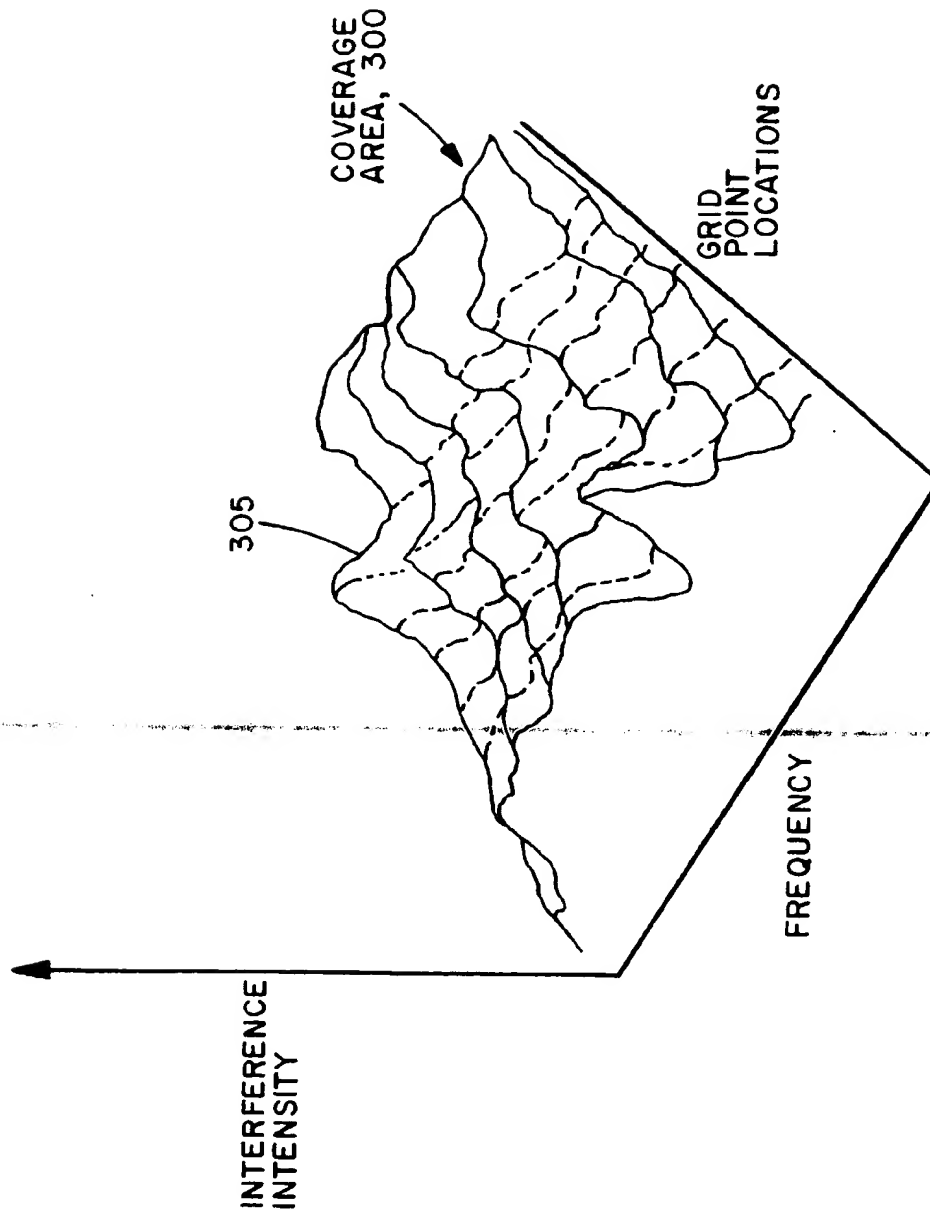 COVERAGE
AREA, 300
305
GRID
POINT
LOCATIONS
FREQUENCY
INTERFERENCE
INTENSITY